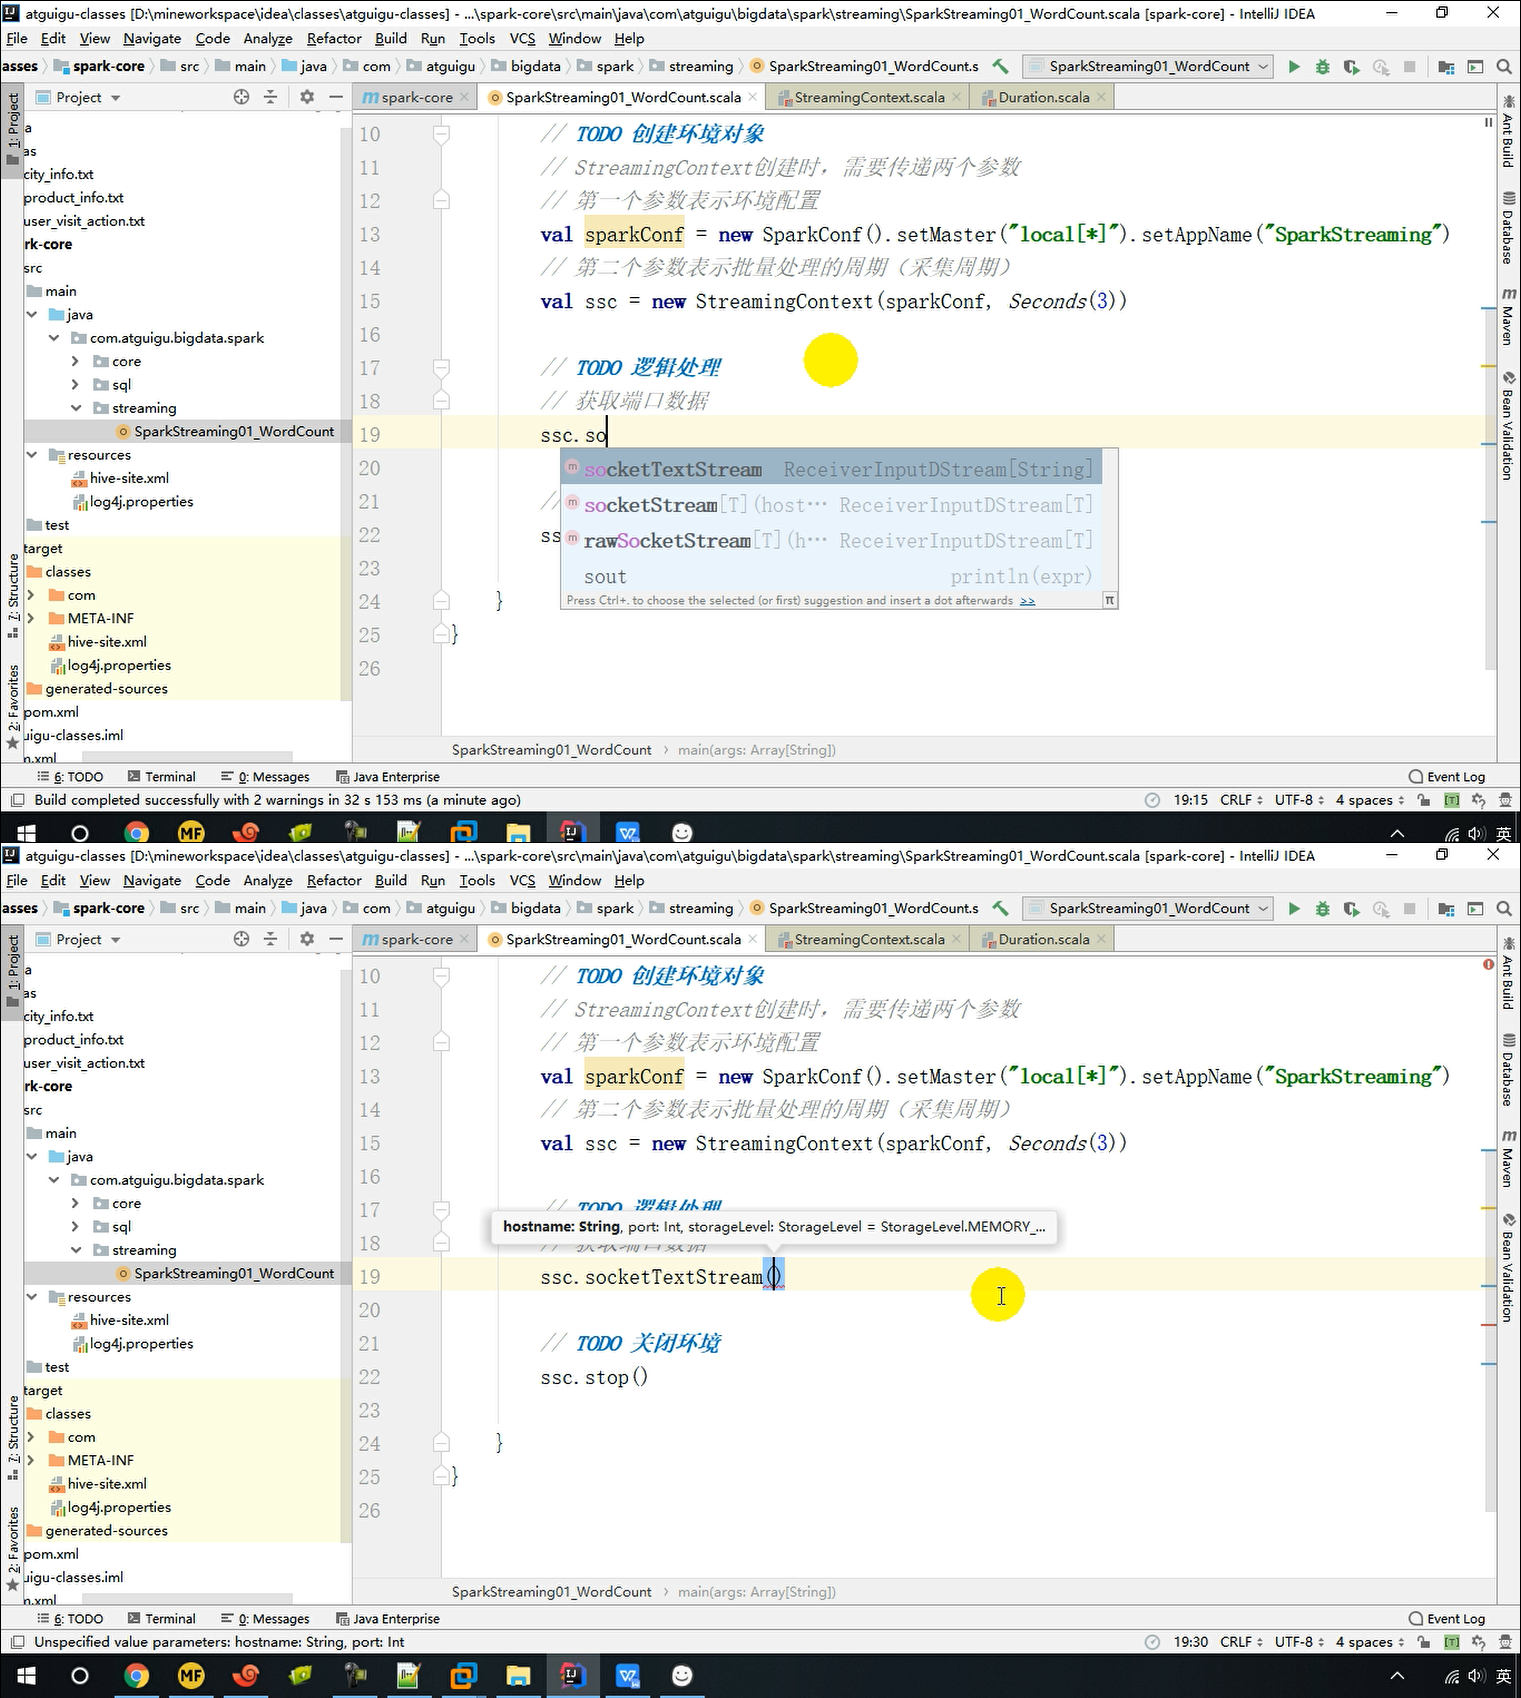 atguigu-classes [D:\mineworkspace\idea\classes\atguigu-classes] - ...\spark-core\src\main\java\com\atguigu\bigdata\spark\streaming\SparkStreaming01_WordCount.scala [spark-core] - IntelliJ IDEA
File Edit View Navigate Code Analyze Refactor Build Run Tools VCS Window Help
asses spark-core src main java com atguigu bigdata spark streaming SparkStreaming01_WordCount.s SparkStreaming01_WordCount
Project spark-core SparkStreaming01_WordCount.scala StreamingContext.scala Duration.scala
1: Project
7: Structure
2: Favorites
a
as
city_info.txt
product_info.txt
user_visit_action.txt
rk-core
src
main
java
com.atguigu.bigdata.spark
core
sql
streaming
SparkStreaming01_WordCount
resources
hive-site.xml
log4j.properties
test
target
classes
com
META-INF
hive-site.xml
log4j.properties
generated-sources
pom.xml
uigu-classes.iml
n.xml
10 // TODO 创建环境对象
11 // StreamingContext创建时，需要传递两个参数
12 // 第一个参数表示环境配置
13 val sparkConf = new SparkConf().setMaster("local[*]").setAppName("SparkStreaming")
14 // 第二个参数表示批量处理的周期（采集周期）
15 val ssc = new StreamingContext(sparkConf, Seconds(3))
16
17 // TODO 逻辑处理
18 // 获取端口数据
19 ssc.so
20
21 //
22 ss
23
24 }
25 }
26
socketTextStream ReceiverInputDStream[String]
socketStream[T](host… ReceiverInputDStream[T]
rawSocketStream[T](h… ReceiverInputDStream[T]
sout println(expr)
Press Ctrl+. to choose the selected (or first) suggestion and insert a dot afterwards >> π
Ant Build
Database
Maven
Bean Validation
SparkStreaming01_WordCount main(args: Array[String])
6: TODO Terminal 0: Messages Java Enterprise Event Log
Build completed successfully with 2 warnings in 32 s 153 ms (a minute ago) 19:15 CRLF UTF-8 4 spaces [T]
MF 英
atguigu-classes [D:\mineworkspace\idea\classes\atguigu-classes] - ...\spark-core\src\main\java\com\atguigu\bigdata\spark\streaming\SparkStreaming01_WordCount.scala [spark-core] - IntelliJ IDEA
File Edit View Navigate Code Analyze Refactor Build Run Tools VCS Window Help
asses spark-core src main java com atguigu bigdata spark streaming SparkStreaming01_WordCount.s SparkStreaming01_WordCount
Project spark-core SparkStreaming01_WordCount.scala StreamingContext.scala Duration.scala
1: Project
7: Structure
2: Favorites
a
as
city_info.txt
product_info.txt
user_visit_action.txt
rk-core
src
main
java
com.atguigu.bigdata.spark
core
sql
streaming
SparkStreaming01_WordCount
resources
hive-site.xml
log4j.properties
test
target
classes
com
META-INF
hive-site.xml
log4j.properties
generated-sources
pom.xml
uigu-classes.iml
n.xml
10 // TODO 创建环境对象
11 // StreamingContext创建时，需要传递两个参数
12 // 第一个参数表示环境配置
13 val sparkConf = new SparkConf().setMaster("local[*]").setAppName("SparkStreaming")
14 // 第二个参数表示批量处理的周期（采集周期）
15 val ssc = new StreamingContext(sparkConf, Seconds(3))
16
17 // TODO 逻辑处理
hostname: String, port: Int, storageLevel: StorageLevel = StorageLevel.MEMORY_...
18 // 获取端口数据
19 ssc.socketTextStream()
20
21 // TODO 关闭环境
22 ssc.stop()
23
24 }
25 }
26
Ant Build
Database
Maven
Bean Validation
SparkStreaming01_WordCount main(args: Array[String])
6: TODO Terminal 0: Messages Java Enterprise Event Log
Unspecified value parameters: hostname: String, port: Int 19:30 CRLF UTF-8 4 spaces [T]
MF 英